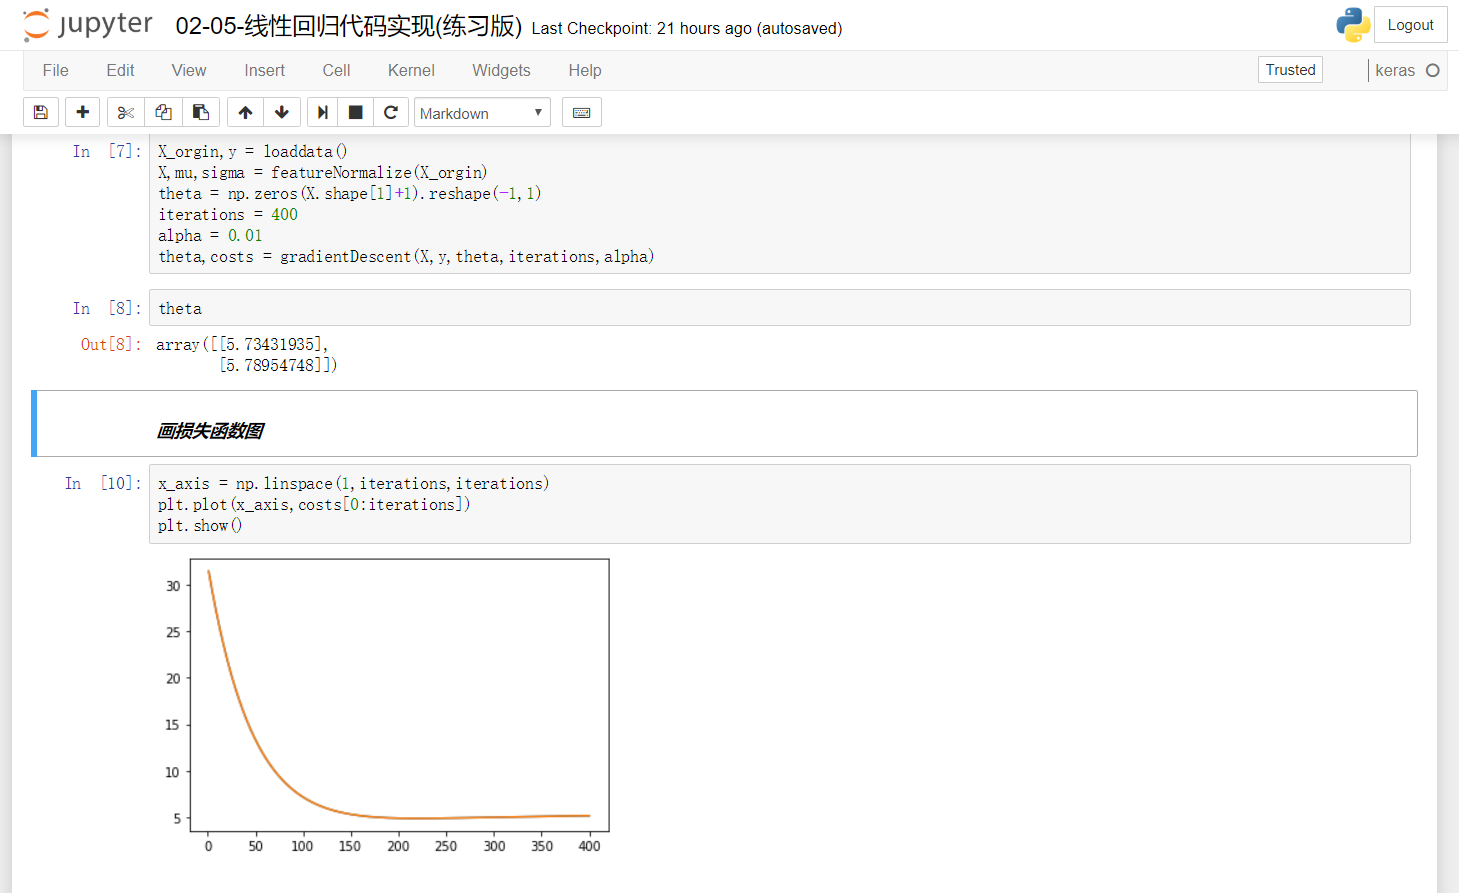 jupyter 02-05-线性回归代码实现(练习版) Last Checkpoint: 21 hours ago (autosaved) Logout
File Edit View Insert Cell Kernel Widgets Help Trusted keras
Markdown
In [7]: X_orgin,y = loaddata()
X,mu,sigma = featureNormalize(X_orgin)
theta = np.zeros(X.shape[1]+1).reshape(-1,1)
iterations = 400
alpha = 0.01
theta,costs = gradientDescent(X,y,theta,iterations,alpha)
In [8]: theta
Out[8]: array([[5.73431935],
[5.78954748]])
画损失函数图
In [10]: x_axis = np.linspace(1,iterations,iterations)
plt.plot(x_axis,costs[0:iterations])
plt.show()
30
25
20
15
10
5
0 50 100 150 200 250 300 350 400